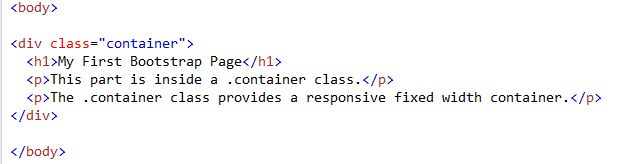 <body>
<div class="container">
<h1>My First Bootstrap Page</h1>
<p>This part is inside a .container class.</p>
<p>The .container class provides a responsive fixed width container.</p>
</div>
</body>